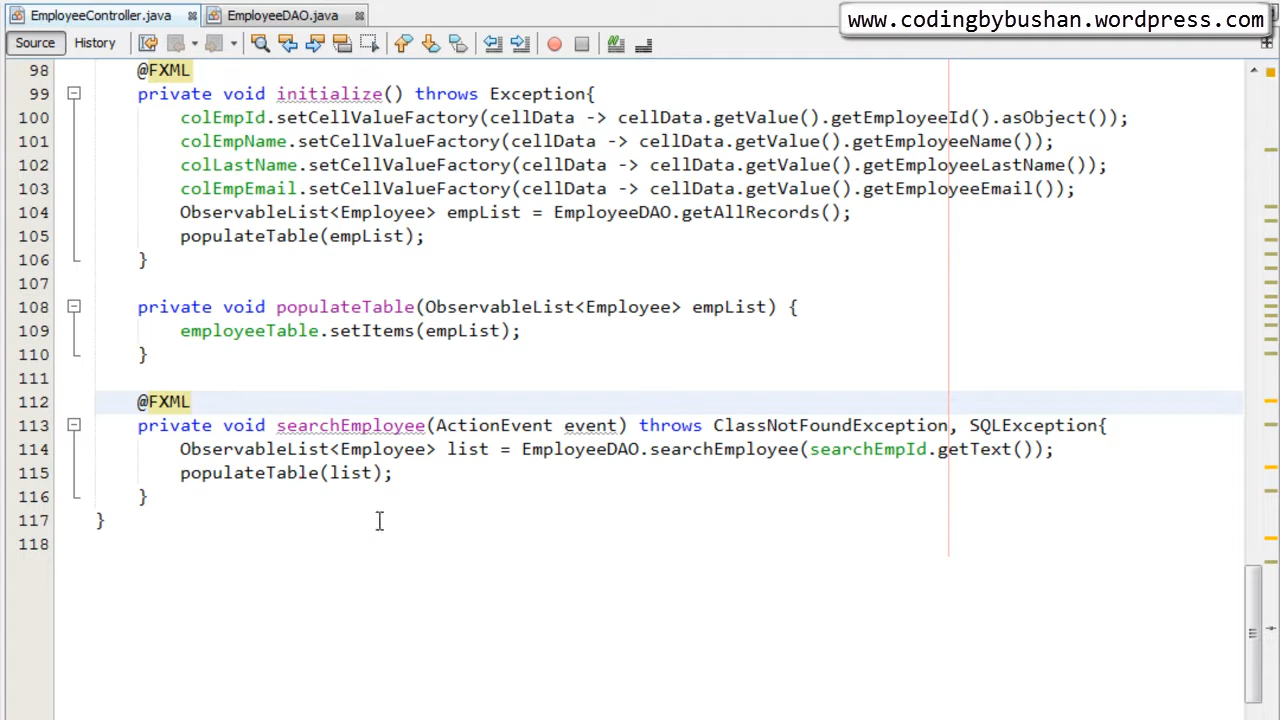 EmployeeController.java EmployeeDAO.java
www.codingbybushan.wordpress.com
Source History
98 @FXML
99 private void initialize() throws Exception{
100 colEmpId.setCellValueFactory(cellData -> cellData.getValue().getEmployeeId().asObject());
101 colEmpName.setCellValueFactory(cellData -> cellData.getValue().getEmployeeName());
102 colLastName.setCellValueFactory(cellData -> cellData.getValue().getEmployeeLastName());
103 colEmpEmail.setCellValueFactory(cellData -> cellData.getValue().getEmployeeEmail());
104 ObservableList<Employee> empList = EmployeeDAO.getAllRecords();
105 populateTable(empList);
106 }
107
108 private void populateTable(ObservableList<Employee> empList) {
109 employeeTable.setItems(empList);
110 }
111
112 @FXML
113 private void searchEmployee(ActionEvent event) throws ClassNotFoundException, SQLException{
114 ObservableList<Employee> list = EmployeeDAO.searchEmployee(searchEmpId.getText());
115 populateTable(list);
116 }
117 }
118